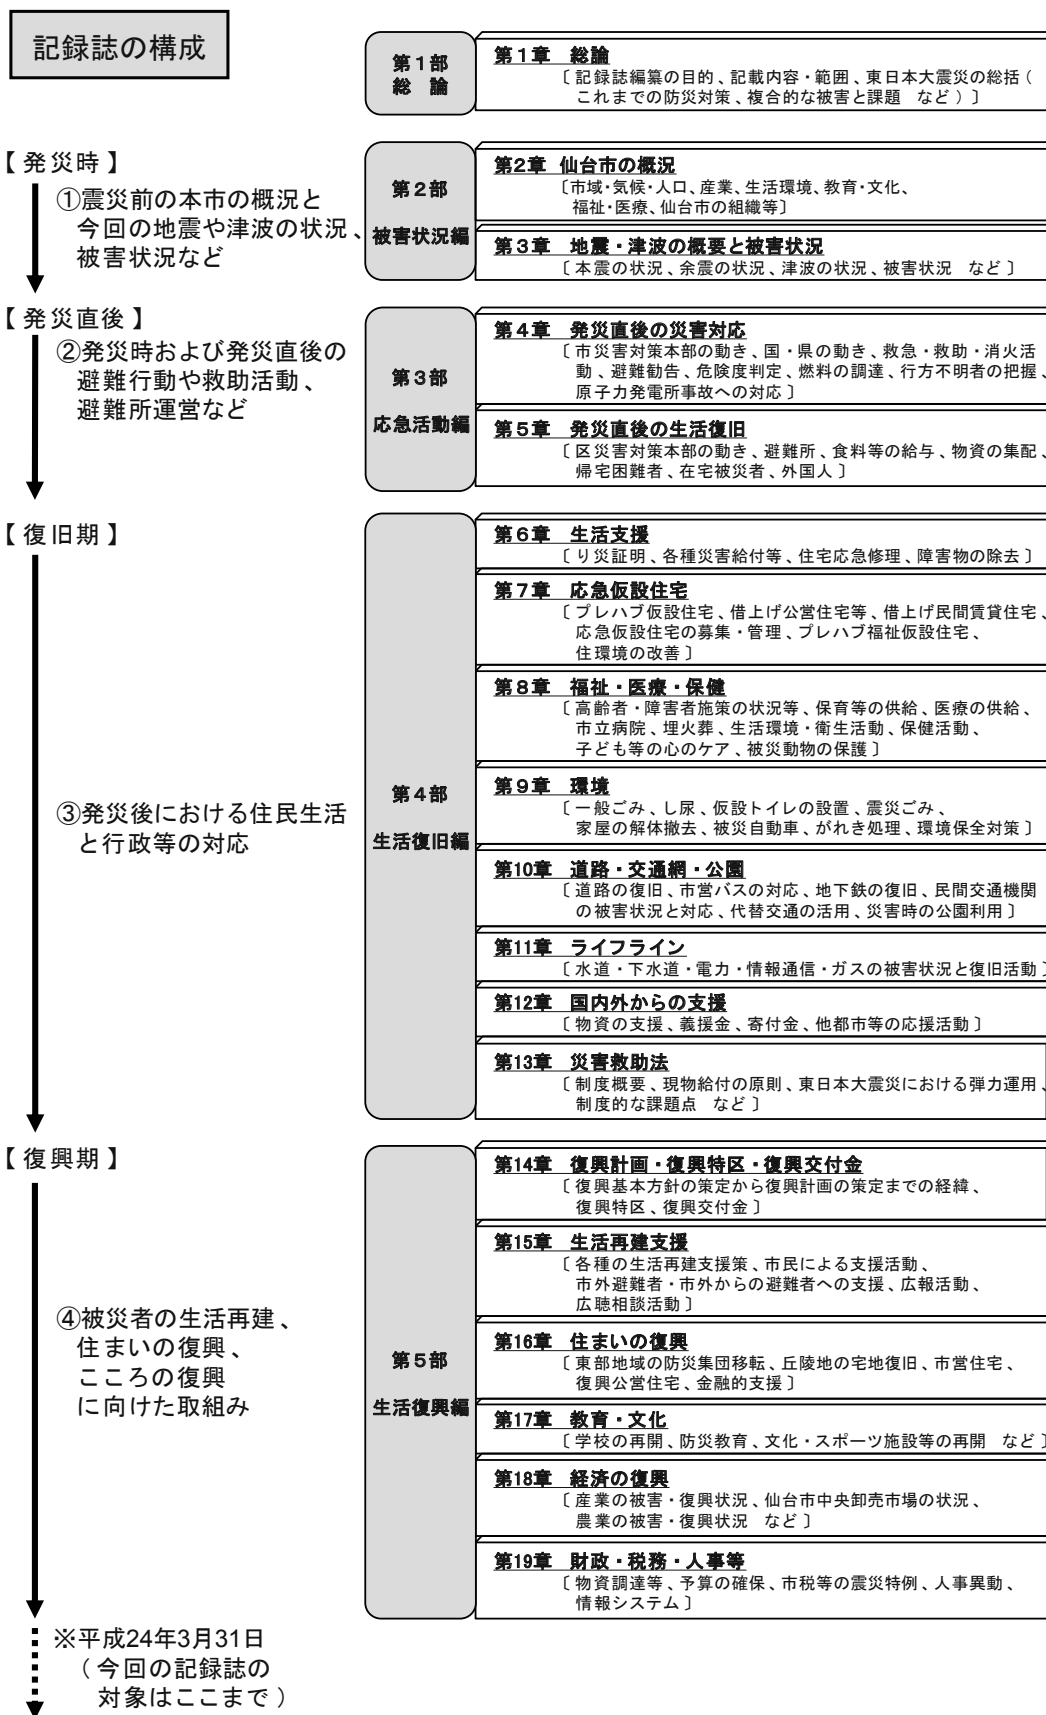 記録誌の構成
第１部
総　論
第１章　総論
〔記録誌編纂の目的、記載内容・範囲、東日本大震災の総括（
これまでの防災対策、複合的な被害と課題　など）〕
【発災時】
①震災前の本市の概況と
今回の地震や津波の状況、
被害状況など
第２部
被害状況編
第2章　仙台市の概況
〔市域・気候・人口、産業、生活環境、教育・文化、
福祉・医療、仙台市の組織等〕
第３章　地震・津波の概要と被害状況
〔本震の状況、余震の状況、津波の状況、被害状況　など〕
【発災直後】
②発災時および発災直後の
避難行動や救助活動、
避難所運営など
第３部
応急活動編
第４章　発災直後の災害対応
〔市災害対策本部の動き、国・県の動き、救急・救助・消火活
動、避難勧告、危険度判定、燃料の調達、行方不明者の把握、
原子力発電所事故への対応〕
第５章　発災直後の生活復旧
〔区災害対策本部の動き、避難所、食料等の給与、物資の集配、
帰宅困難者、在宅被災者、外国人〕
【復旧期】
③発災後における住民生活
と行政等の対応
第４部
生活復旧編
第６章　生活支援
〔り災証明、各種災害給付等、住宅応急修理、障害物の除去〕
第７章　応急仮設住宅
〔プレハブ仮設住宅、借上げ公営住宅等、借上げ民間賃貸住宅、
応急仮設住宅の募集・管理、プレハブ福祉仮設住宅、
住環境の改善〕
第８章　福祉・医療・保健
〔高齢者・障害者施策の状況等、保育等の供給、医療の供給、
市立病院、埋火葬、生活環境・衛生活動、保健活動、
子ども等の心のケア、被災動物の保護〕
第９章　環境
〔一般ごみ、し尿、仮設トイレの設置、震災ごみ、
家屋の解体撤去、被災自動車、がれき処理、環境保全対策〕
第10章　道路・交通網・公園
〔道路の復旧、市営バスの対応、地下鉄の復旧、民間交通機関
の被害状況と対応、代替交通の活用、災害時の公園利用〕
第11章　ライフライン
〔水道・下水道・電力・情報通信・ガスの被害状況と復旧活動〕
第12章　国内外からの支援
〔物資の支援、義援金、寄付金、他都市等の応援活動〕
第13章　災害救助法
〔制度概要、現物給付の原則、東日本大震災における弾力運用、
制度的な課題点　など〕
【復興期】
④被災者の生活再建、
住まいの復興、
こころの復興
に向けた取組み
第５部
生活復興編
第14章　復興計画・復興特区・復興交付金
〔復興基本方針の策定から復興計画の策定までの経緯、
復興特区、復興交付金〕
第15章　生活再建支援
〔各種の生活再建支援策、市民による支援活動、
市外避難者・市外からの避難者への支援、広報活動、
広聴相談活動〕
第16章　住まいの復興
〔東部地域の防災集団移転、丘陵地の宅地復旧、市営住宅、
復興公営住宅、金融的支援〕
第17章　教育・文化
〔学校の再開、防災教育、文化・スポーツ施設等の再開　など〕
第18章　経済の復興
〔産業の被害・復興状況、仙台市中央卸売市場の状況、
農業の被害・復興状況　など〕
第19章　財政・税務・人事等
〔物資調達等、予算の確保、市税等の震災特例、人事異動、
情報システム〕
※平成24年3月31日
（今回の記録誌の
対象はここまで）